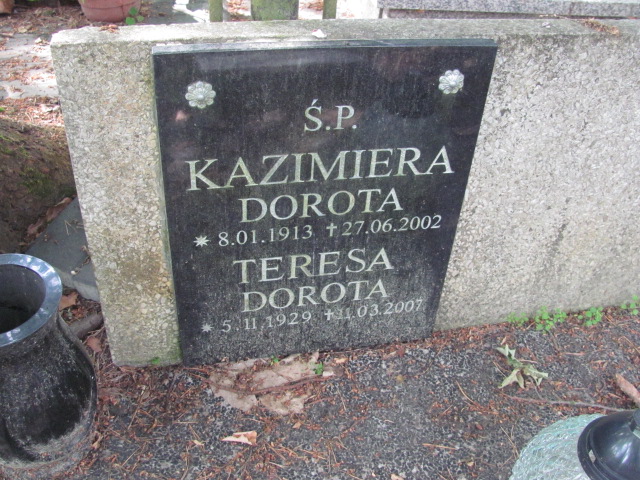 Ś.P.
KAZIMIERA
DOROTA
* 8.01.1913 †27.06.2002
TERESA
DOROTA
* 5.11.1929 †11.03.2007